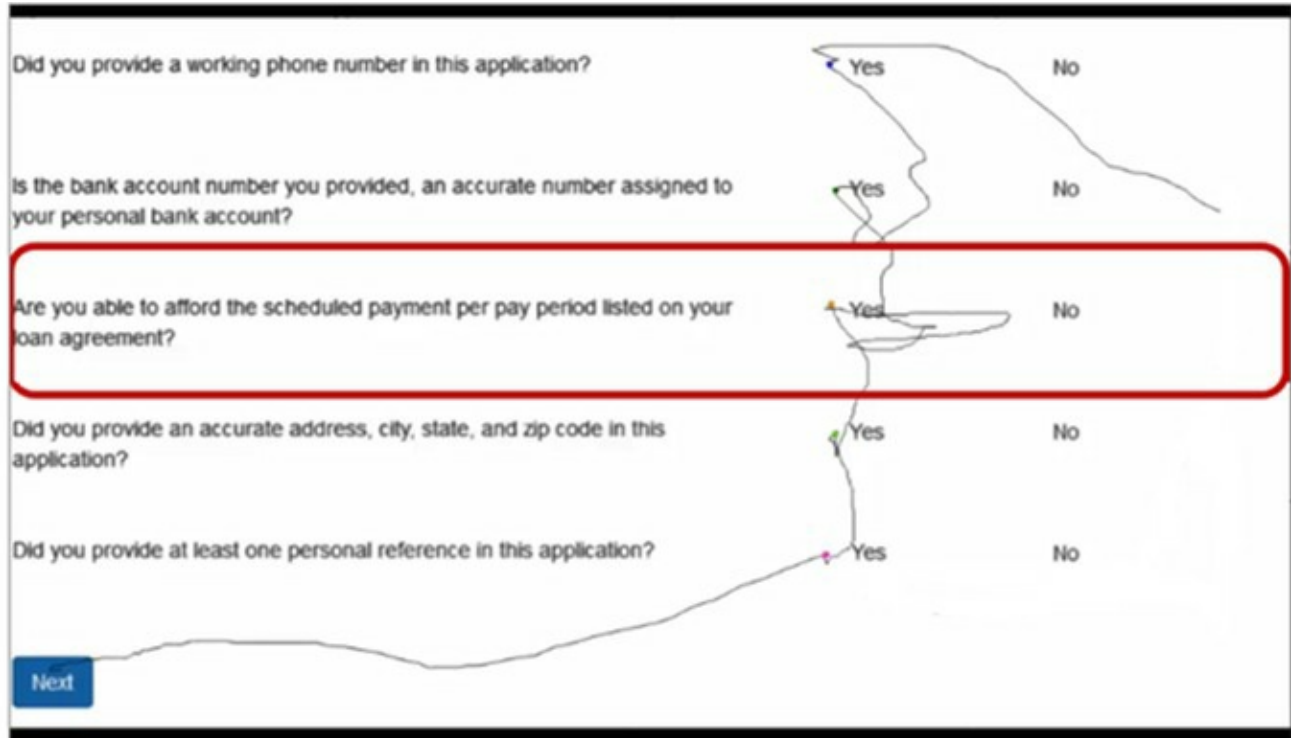 Did you provide a working phone number in this application? Yes No
Is the bank account number you provided, an accurate number assigned to Yes No
your personal bank account?
Are you able to afford the scheduled payment per pay period listed on your Yes No
loan agreement?
Did you provide an accurate address, city, state, and zip code in this Yes No
application?
Did you provide at least one personal reference in this application? Yes No
Next